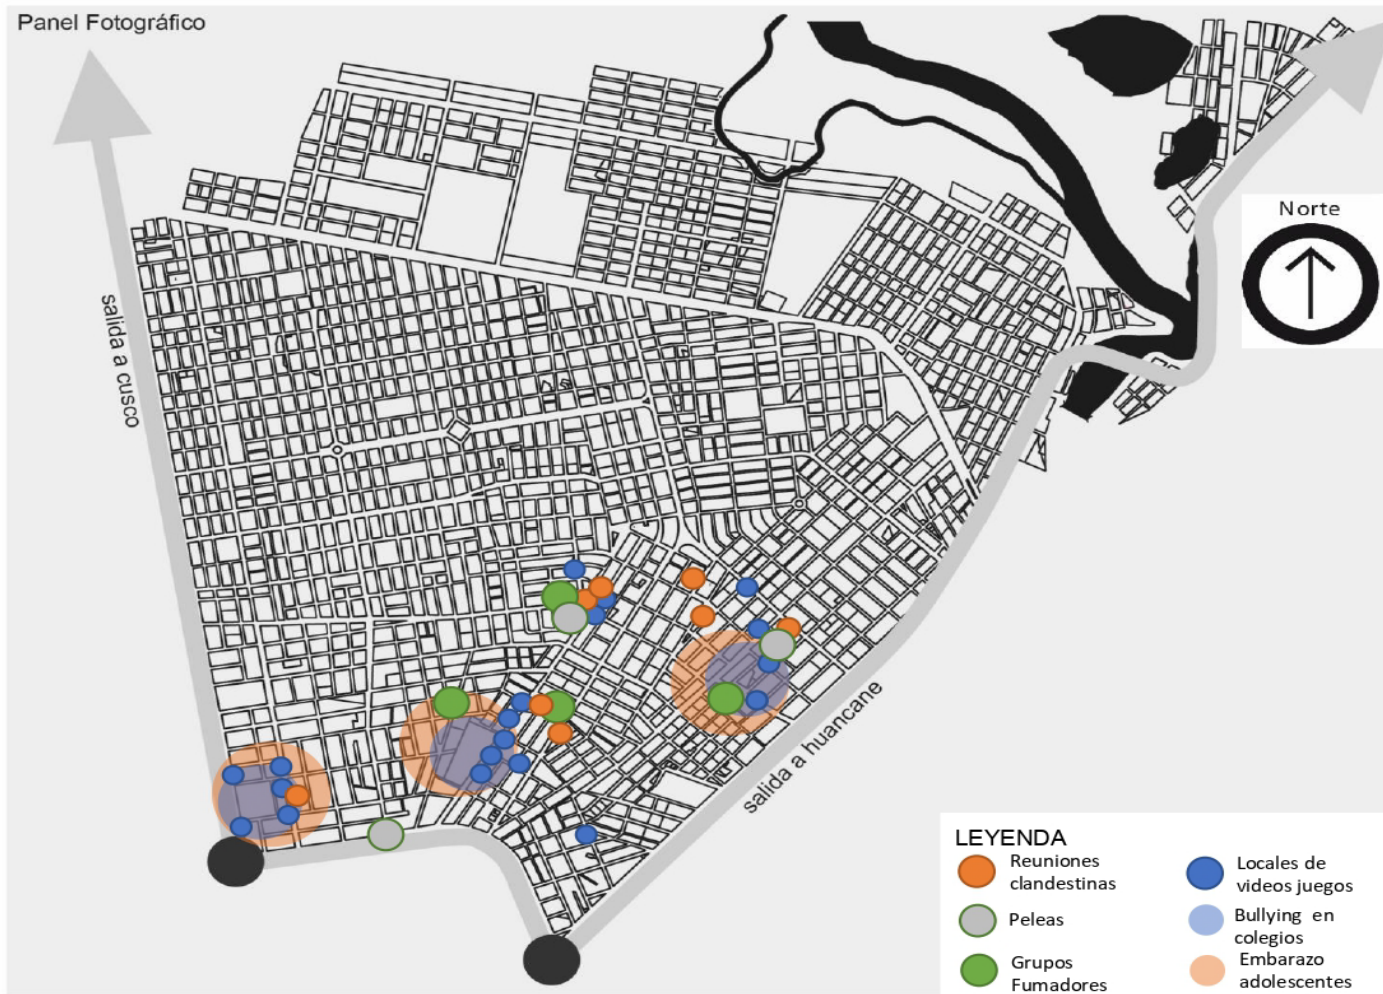 Panel Fotográfico
Norte
salida a cusco
salida a huancane
LEYENDA
Reuniones
clandestinas
Peleas
Grupos
Fumadores
Locales de
videos juegos
Bullying en
colegios
Embarazo
adolescentes